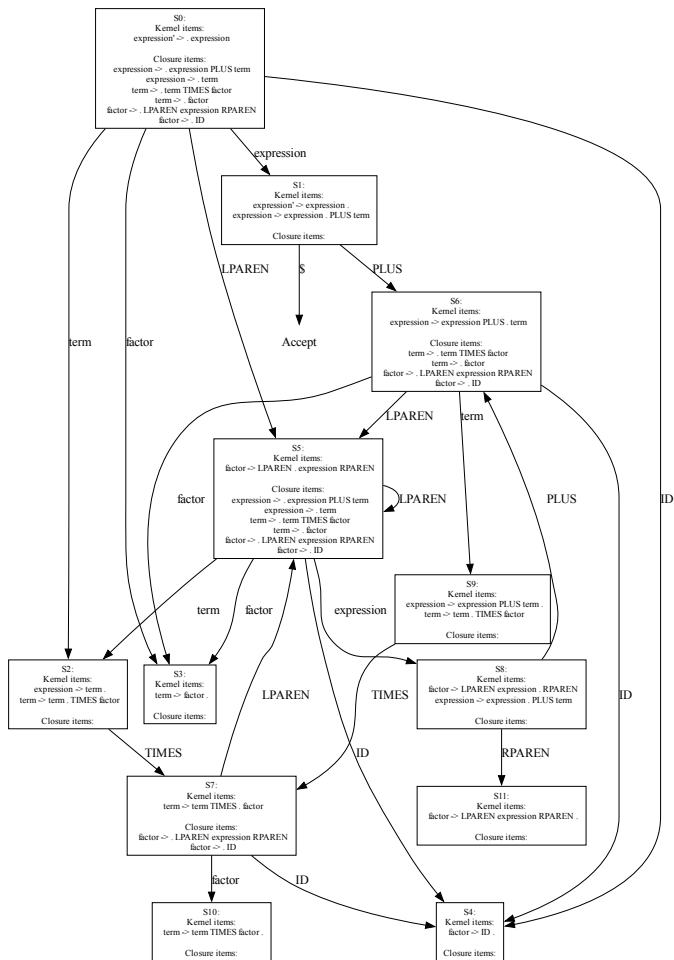 S0:
Kernel items:
expression' -> . expression
Closure items:
expression -> . expression PLUS term
expression -> . term
term -> . term TIMES factor
term -> . factor
factor -> . LPAREN expression RPAREN
factor -> . ID
expression
S1:
Kernel items:
expression' -> expression .
expression -> expression . PLUS term
Closure items:
LPAREN
$
PLUS
S6:
Kernel items:
expression -> expression PLUS . term
Closure items:
term -> . term TIMES factor
term -> . factor
factor -> . LPAREN expression RPAREN
factor -> . ID
Accept
term
factor
LPAREN
term
S5:
Kernel items:
factor -> LPAREN . expression RPAREN
Closure items:
expression -> . expression PLUS term
expression -> . term
term -> . term TIMES factor
term -> . factor
factor -> . LPAREN expression RPAREN
factor -> . ID
factor
LPAREN
PLUS
ID
S9:
Kernel items:
expression -> expression PLUS term .
term -> term . TIMES factor
Closure items:
term
factor
expression
S2:
Kernel items:
expression -> term .
term -> term . TIMES factor
Closure items:
S3:
Kernel items:
term -> factor .
Closure items:
LPAREN
TIMES
S8:
Kernel items:
factor -> LPAREN expression . RPAREN
expression -> expression . PLUS term
Closure items:
ID
TIMES
ID
RPAREN
S7:
Kernel items:
term -> term TIMES . factor
Closure items:
factor -> . LPAREN expression RPAREN
factor -> . ID
S11:
Kernel items:
factor -> LPAREN expression RPAREN .
Closure items:
factor
ID
S10:
Kernel items:
term -> term TIMES factor .
Closure items:
S4:
Kernel items:
factor -> ID .
Closure items: